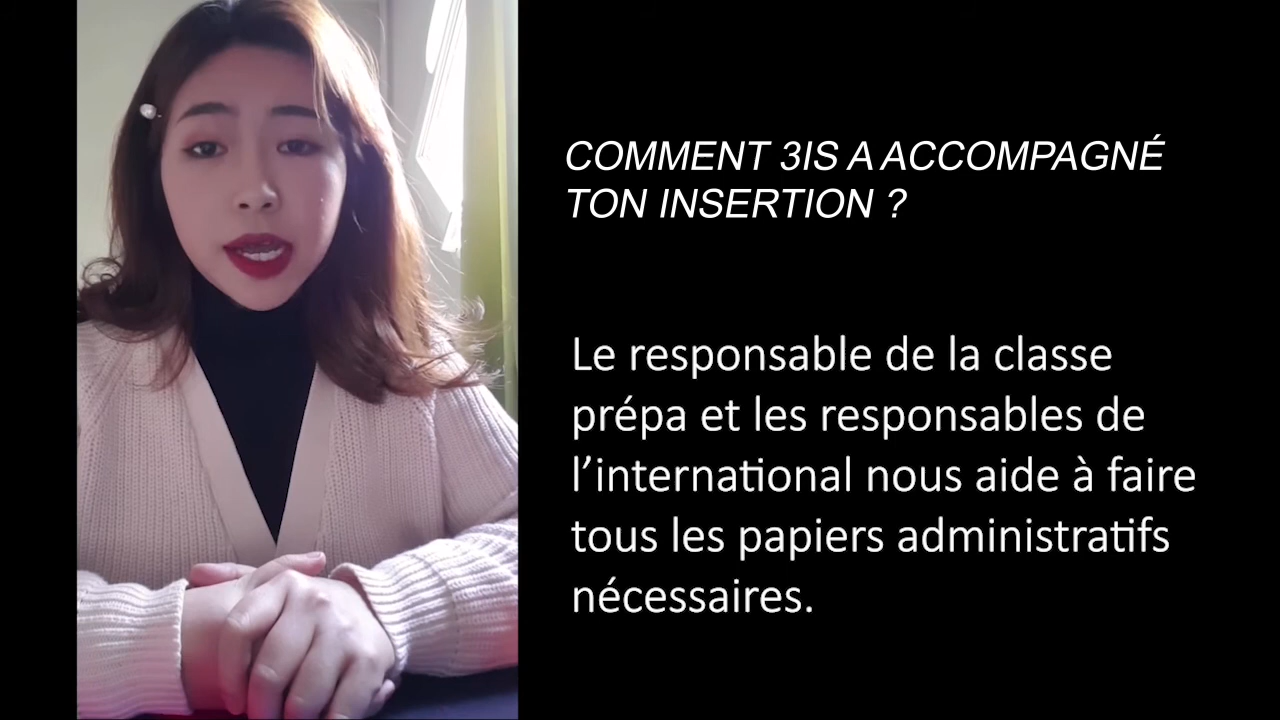 COMMENT 3IS A ACCOMPAGNÉ
TON INSERTION ?
Le responsable de la classe
prépa et les responsables de
l’international nous aide à faire
tous les papiers administratifs
nécessaires.